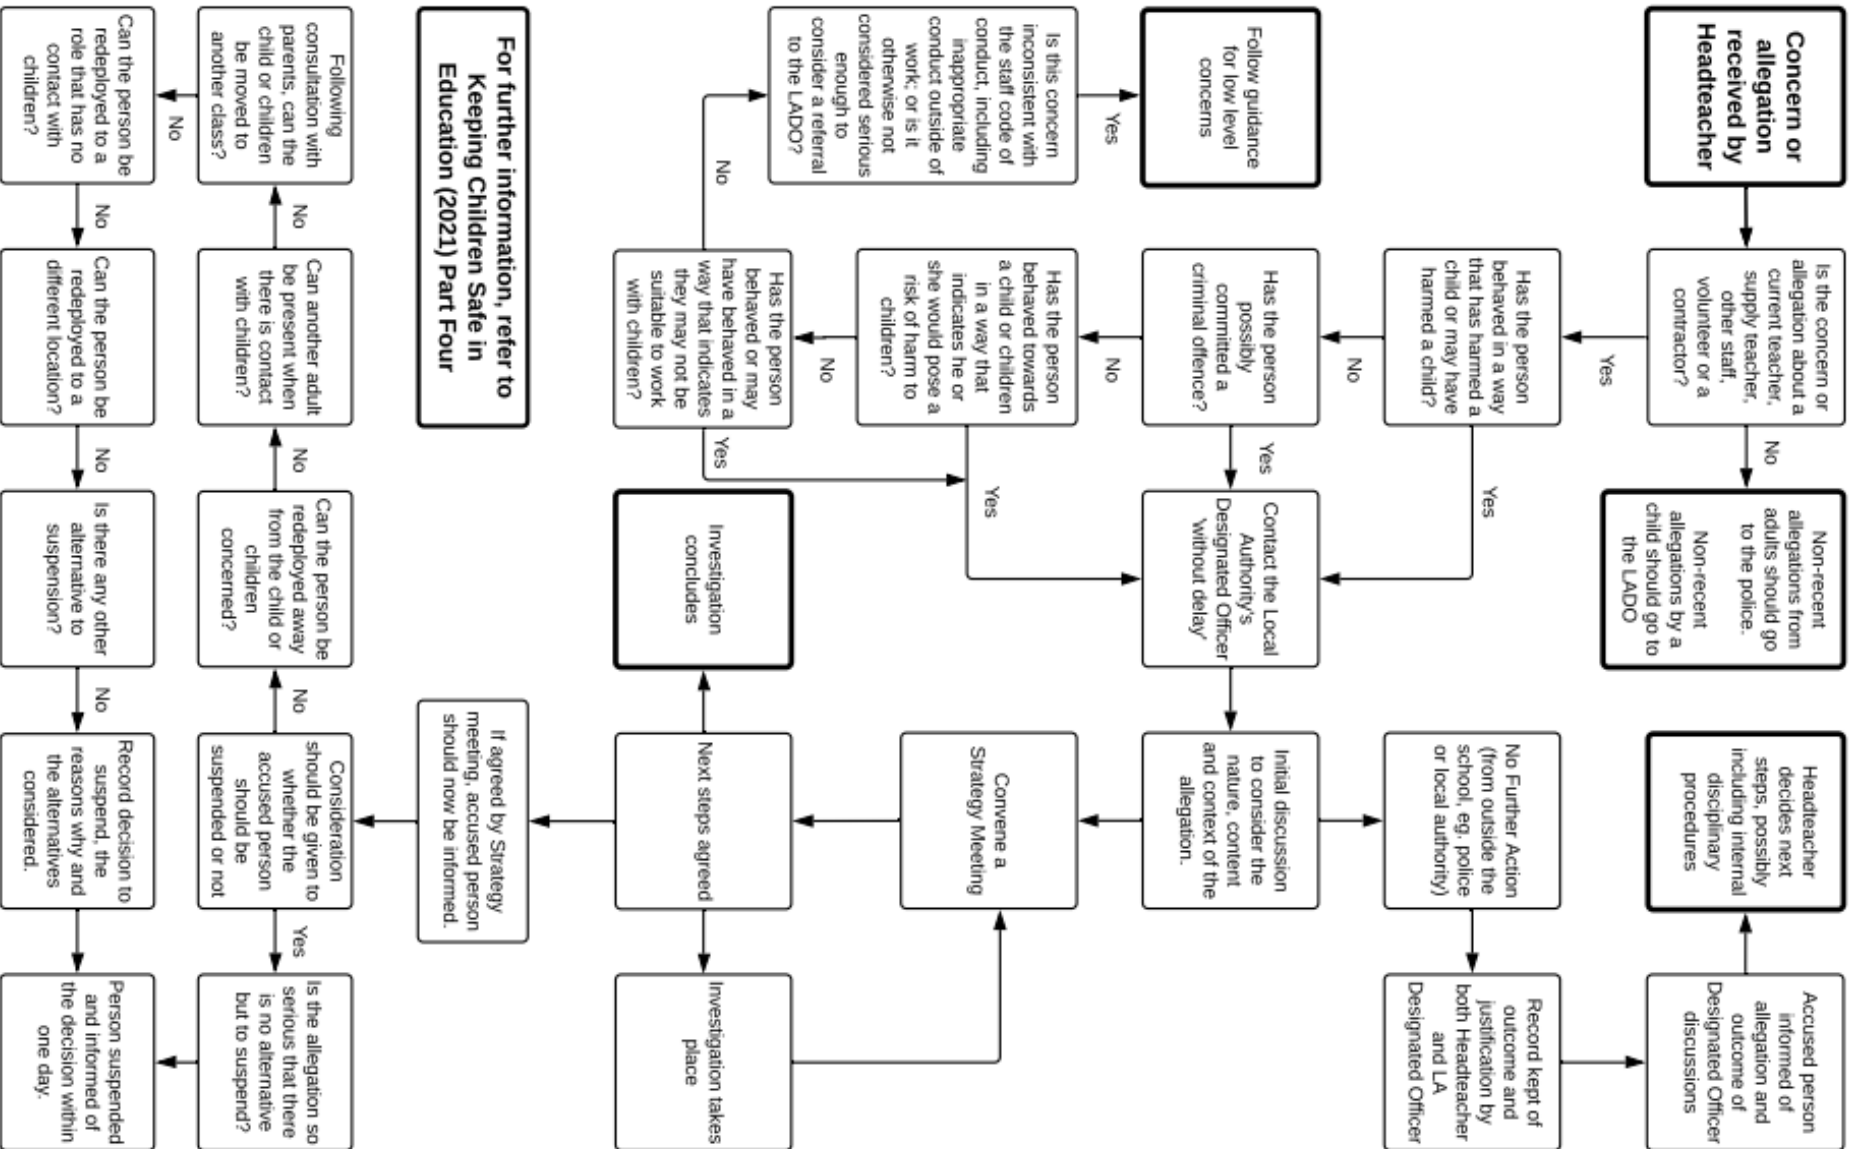 Concern or
allegation
received by
Headteacher
Is the concern or
allegation about a
current teacher,
supply teacher,
other staff,
volunteer or a
contractor?
No
Non-recent
allegations from
adults should go
to the police.
Non-recent
allegations by a
child should go to
the LADO
Headteacher
decides next
steps, possibly
including internal
disciplinary
procedures
Accused person
informed of
allegation and
outcome of
Designated Officer
discussions
Yes
Has the person
behaved in a way
that has harmed a
child or may have
harmed a child?
Yes
No Further Action
(from outside the
school, eg. police
or local authority)
Record kept of
outcome and
justification by
both Headteacher
and LA
Designated Officer
No
Follow guidance
for low level
concerns
Has the person
possibly
committed a
criminal offence?
Yes
Contact the Local
Authority's
Designated Officer
'without delay'
Initial discussion
to consider the
nature, content
and context of the
allegation.
Yes
No
Is this concern
inconsistent with
the staff code of
conduct, including
inappropriate
conduct outside of
work; or is it
otherwise not
considered serious
enough to
consider a referral
to the LADO?
Has the person
behaved towards
a child or children
in a way that
indicates he or
she would pose a
risk of harm to
children?
Yes
Convene a
Strategy Meeting
No
No
Has the person
behaved or may
have behaved in a
way that indicates
they may not be
suitable to work
with children?
Yes
Investigation
concludes
Next steps agreed
Investigation takes
place
For further information, refer to
Keeping Children Safe in
Education (2021) Part Four
If agreed by Strategy
meeting, accused person
should now be informed.
Following
consultation with
parents, can the
child or children
be moved to
another class?
No
Can another adult
be present when
there is contact
with children?
No
Can the person be
redeployed away
from the child or
children
concerned?
No
Consideration
should be given to
whether the
accused person
should be
suspended or not
Yes
Is the allegation so
serious that there
is no alternative
but to suspend?
No
Can the person be
redeployed to a
role that has no
contact with
children?
No
Can the person be
redeployed to a
different location?
No
Is there any other
alternative to
suspension?
No
Record decision to
suspend, the
reasons why and
the alternatives
considered.
Person suspended
and informed of
the decision within
one day.